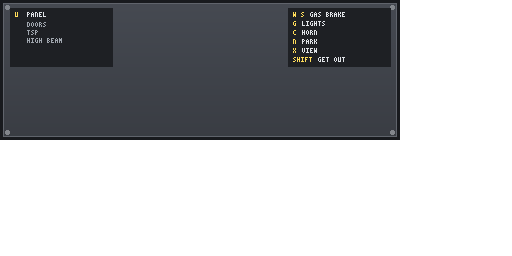 U PANEL
DOORS
TSP
HIGH BEAM
W S GAS BRAKE
G LIGHTS
C HORN
N PARK
X VIEW
SHIFT GET OUT